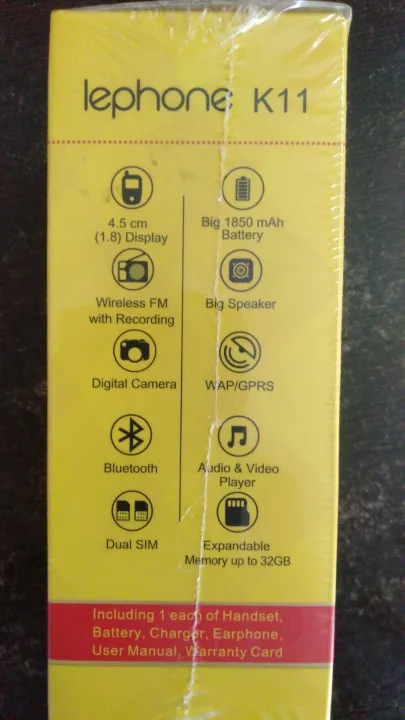 lephone K11
4.5 cm
(1.8) Display
Big 1850 mAh
Battery
Wireless FM
with Recording
Big Speaker
Digital Camera
WAP/GPRS
Bluetooth
Audio & Video
Player
Dual SIM
Expandable
Memory up to 32GB
Including 1 each of Handset,
Battery, Charger, Earphone,
User Manual, Warranty Card